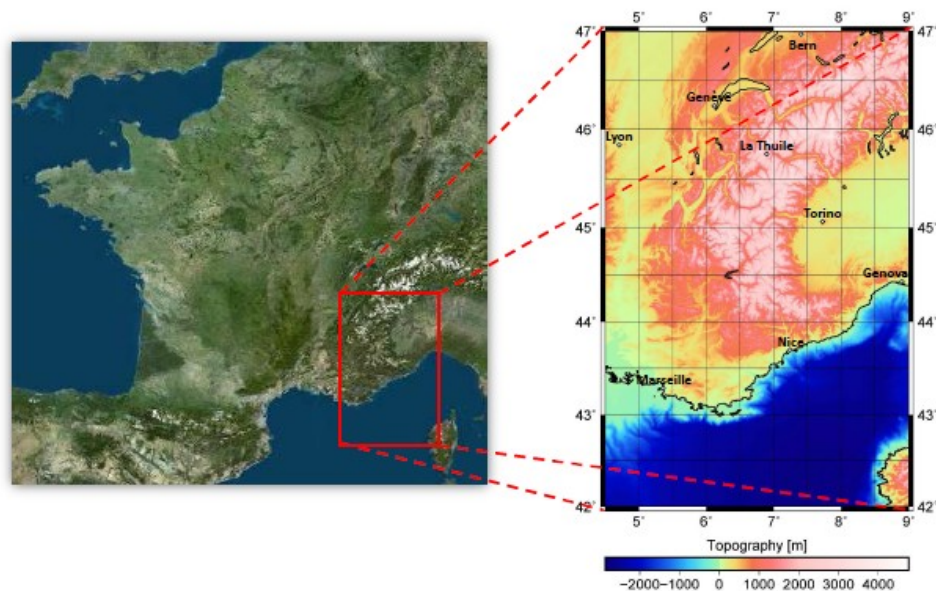 5° 6° 7° 8° 9°
47° 47°
Bern
Genève
46° 46°
Lyon
La Thuile
Torino
45° 45°
Genova
44° 44°
Nice
Marseille
43° 43°
42° 42°
5° 6° 7° 8° 9°
Topography [m]
−2000 −1000 0 1000 2000 3000 4000